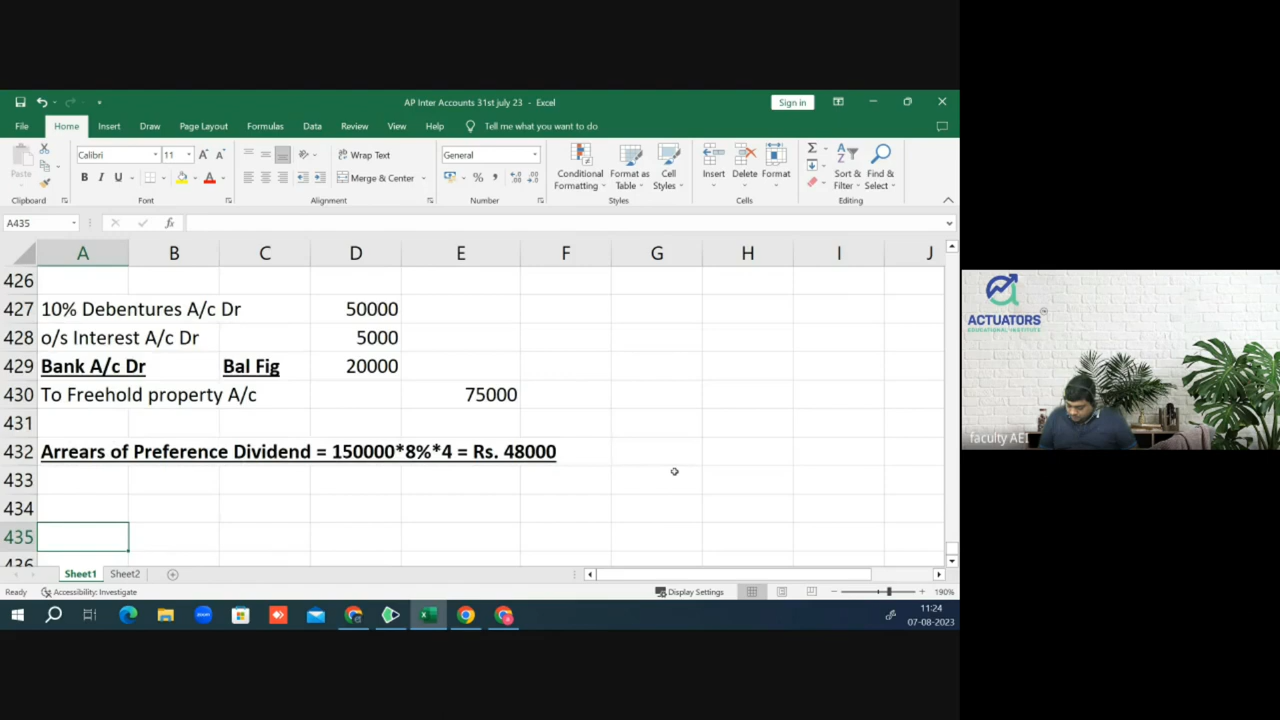 AP Inter Accounts 31st july 23 - Excel
Sign in
File Home Insert Draw Page Layout Formulas Data Review View Help Tell me what you want to do
Paste
Calibri 11 A A
B I U A
Wrap Text
Merge & Center
General
% ,
Conditional Formatting
Format as Table
Cell Styles
Insert
Delete
Format
Sort & Filter
Find & Select
Clipboard Font Alignment Number Styles Cells Editing
A435 fx
A B C D E F G H I J
426
427 10% Debentures A/c Dr 50000
428 o/s Interest A/c Dr 5000
429 Bank A/c Dr Bal Fig 20000
430 To Freehold property A/c 75000
431
432 Arrears of Preference Dividend = 150000*8%*4 = Rs. 48000
433
434
435
436
Sheet1 Sheet2
Ready Accessibility: Investigate Display Settings 190%
zoom
11:24
07-08-2023
ACTUATORS
EDUCATIONAL INSTITUTE
faculty AEI